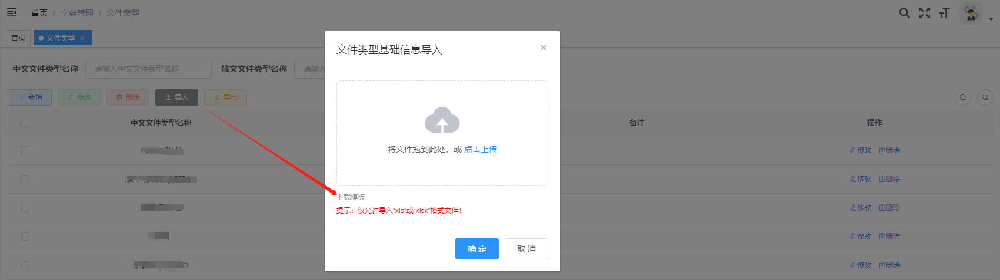 首页 / 字典管理 / 文件类型
首页 文件类型 ×
中文文件类型名称 请输入中文文件类型名称 俄文文件类型名称 请输入
新增 修改 删除 导入 导出
中文文件类型名称 备注 操作
修改 删除
修改 删除
修改 删除
修改 删除
修改 删除
文件类型基础信息导入
将文件拖到此处，或 点击上传
下载模板
提示：仅允许导入“xls”或“xlsx”格式文件！
确 定 取 消